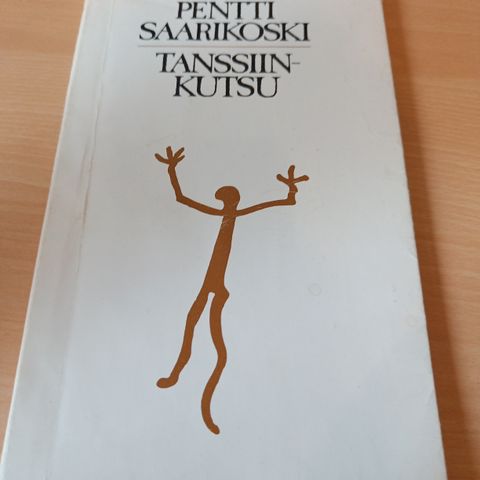 PENTTI
SAARIKOSKI
TANSSIIN-
KUTSU